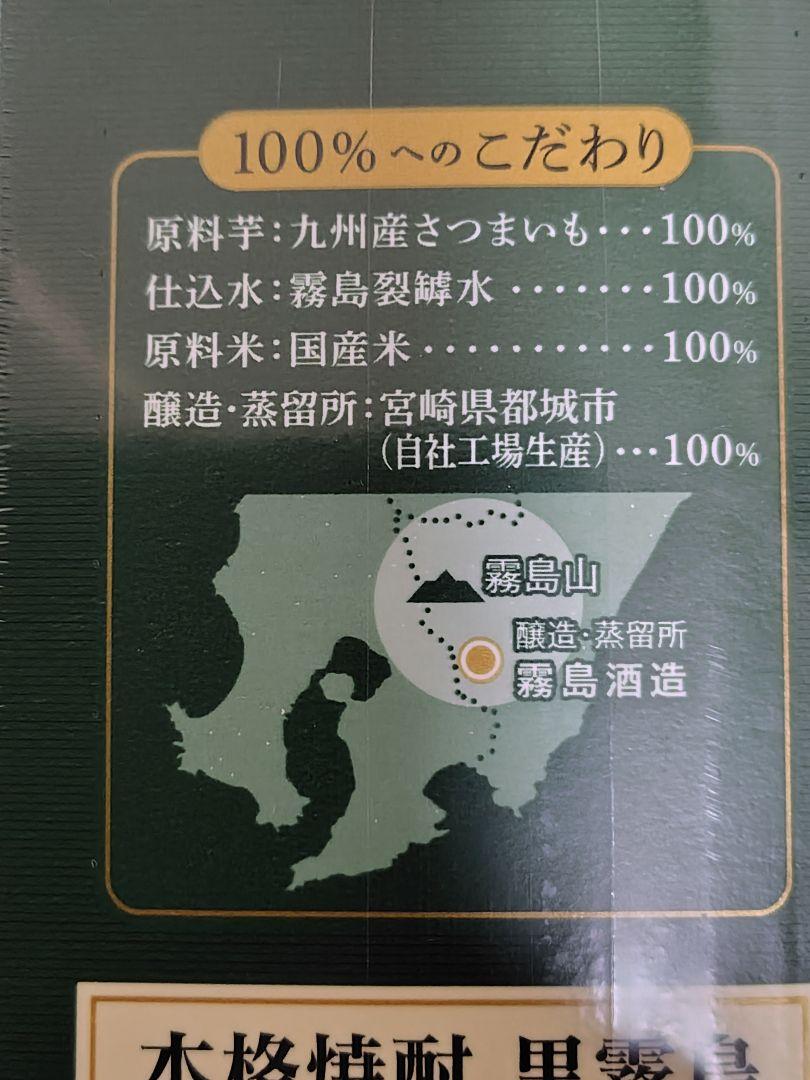 100%へのこだわり
原料芋：九州産さつまいも･･･100%
仕込水：霧島裂罅水 ･･･････100%
原料米：国産米･･･････････100%
醸造・蒸留所：宮崎県都城市
（自社工場生産）･･･100%
霧島山
醸造・蒸留所
霧島酒造
本格焼酎 黒霧島